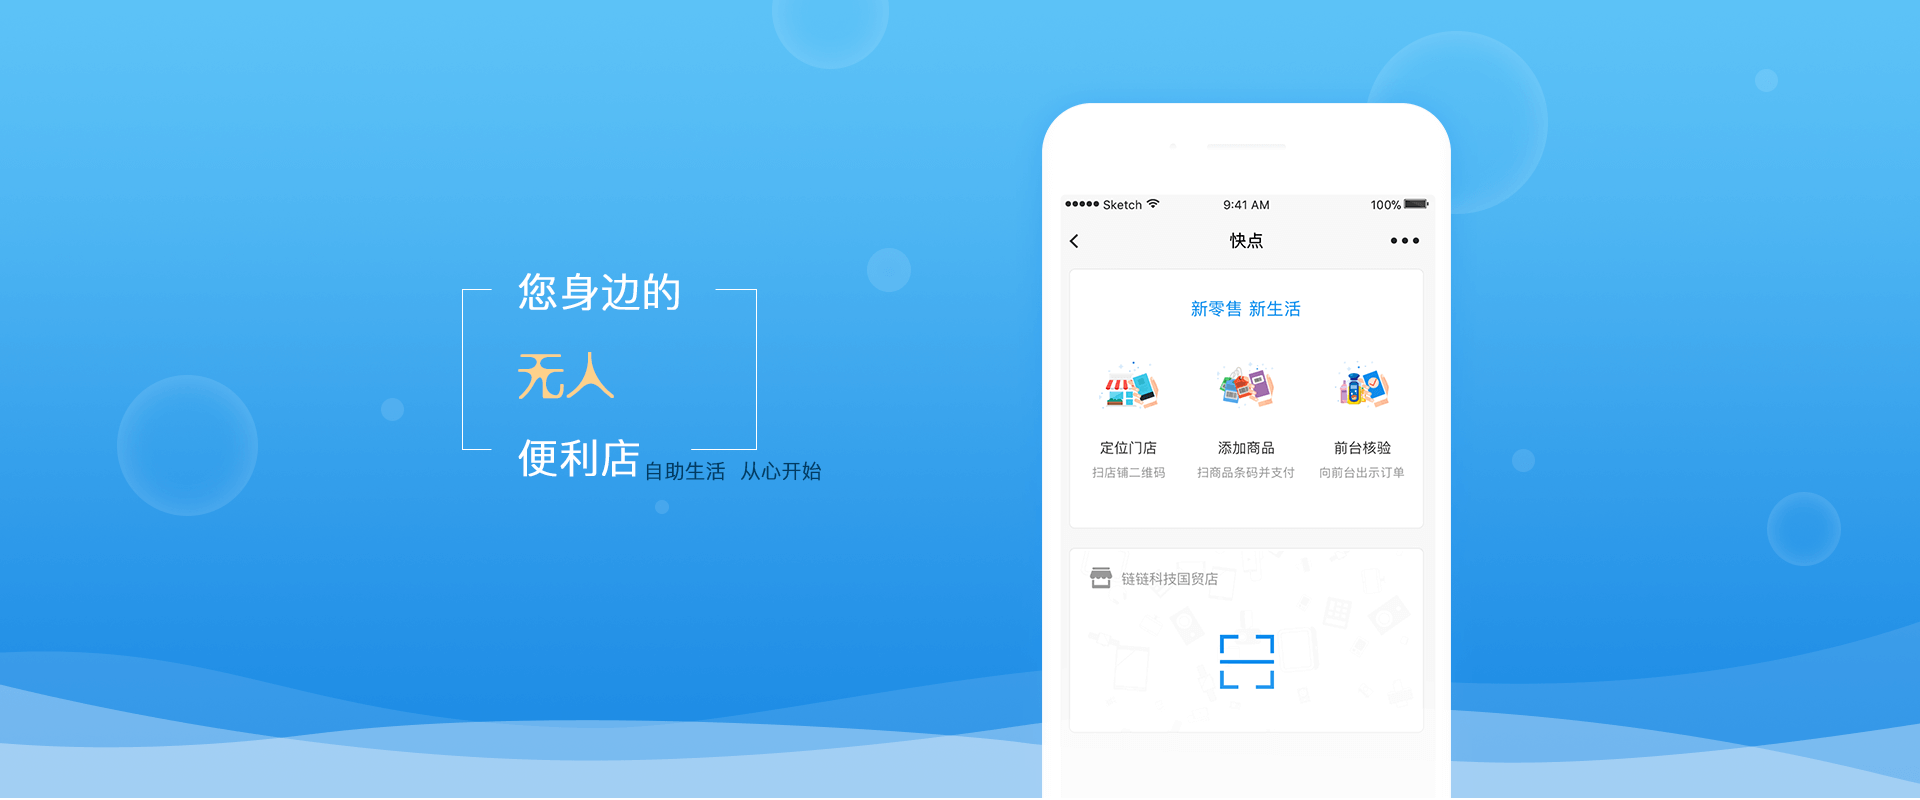 您身边的
无人
便利店
自助生活 从心开始
Sketch 9:41 AM 100%
快点
新零售 新生活
定位门店 添加商品 前台核验
扫店铺二维码 扫商品条码并支付 向前台出示订单
链链科技国贸店